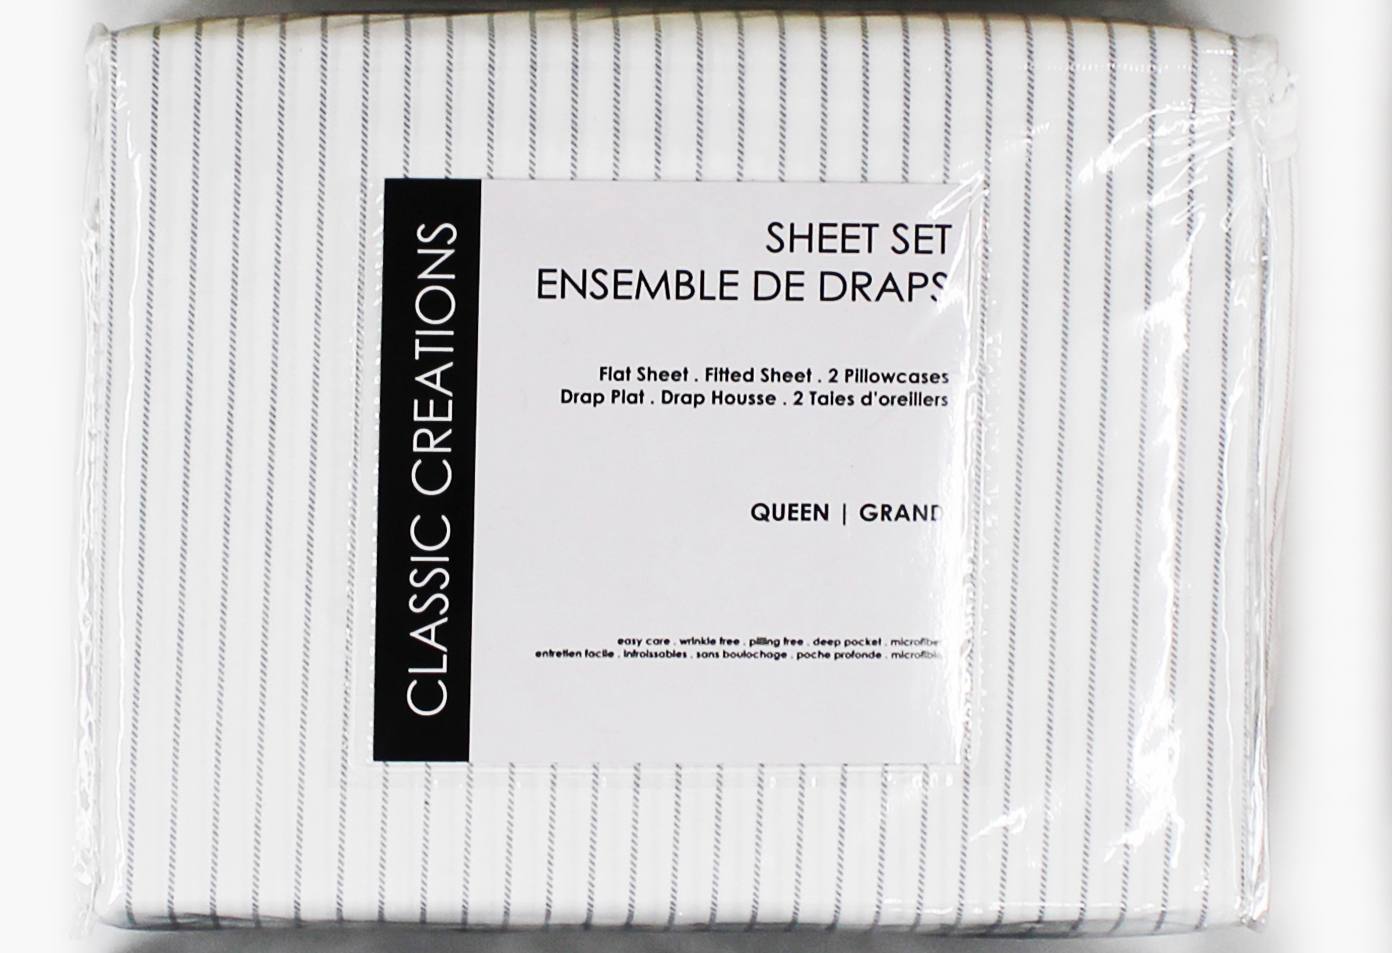 CLASSIC CREATIONS
SHEET SET
ENSEMBLE DE DRAPS
Flat Sheet . Fitted Sheet . 2 Pillowcases
Drap Plat . Drap Housse . 2 Taies d'oreillers
QUEEN | GRAND
easy care . wrinkle free . pilling free . deep pocket . microfiber
entretien facile . infroissables . sans boulochage . poche profonde . microfibre